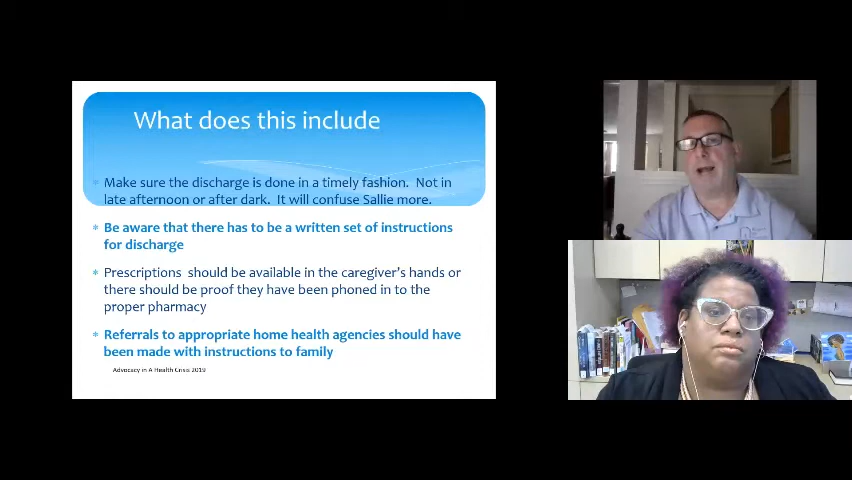 What does this include
* Make sure the discharge is done in a timely fashion. Not in
late afternoon or after dark. It will confuse Sallie more.
* Be aware that there has to be a written set of instructions
for discharge
* Prescriptions should be available in the caregiver's hands or
there should be proof they have been phoned in to the
proper pharmacy
* Referrals to appropriate home health agencies should have
been made with instructions to family
Advocacy in A Health Crisis 2019